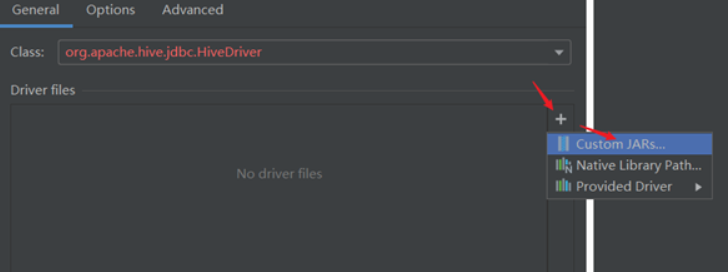 General Options Advanced
Class: org.apache.hive.jdbc.HiveDriver
Driver files
+
No driver files
Custom JARs...
Native Library Path...
Provided Driver